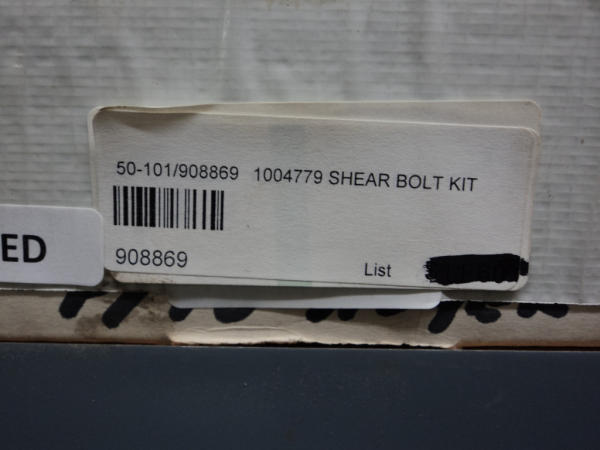 50-101/908869 1004779 SHEAR BOLT KIT
908869
List
ED